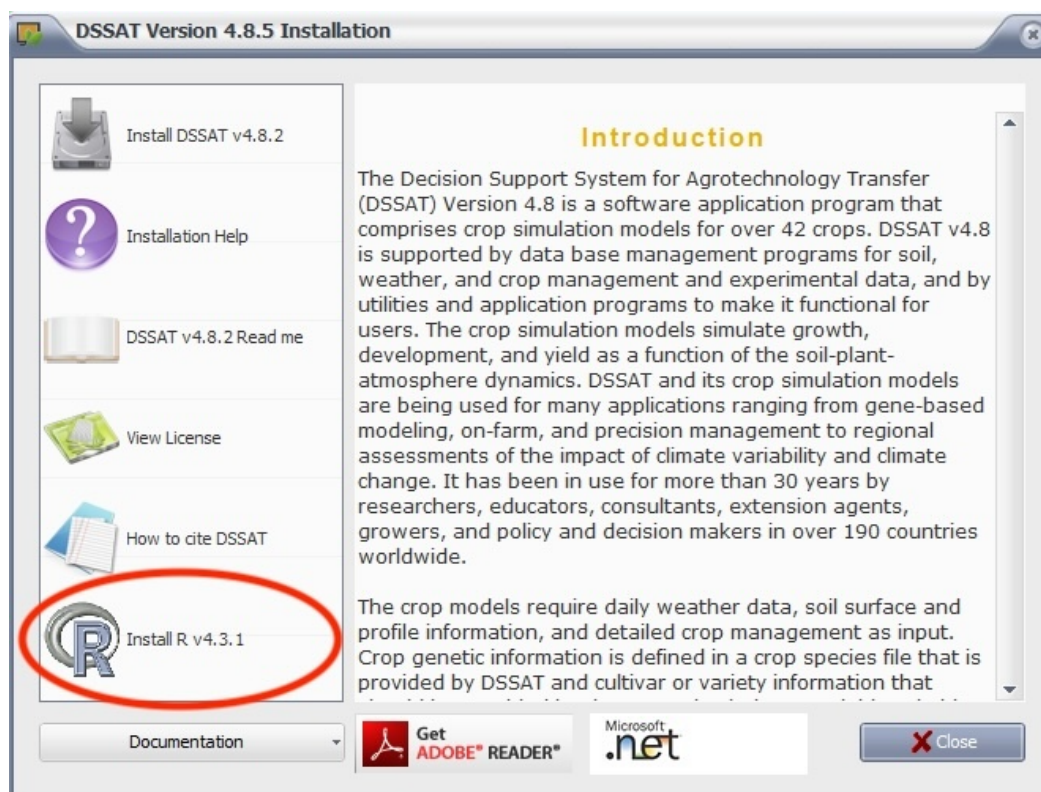 DSSAT Version 4.8.5 Installation
Install DSSAT v4.8.2
Installation Help
DSSAT v4.8.2 Read me
View License
How to cite DSSAT
Install R v4.3.1
Introduction
The Decision Support System for Agrotechnology Transfer
(DSSAT) Version 4.8 is a software application program that
comprises crop simulation models for over 42 crops. DSSAT v4.8
is supported by data base management programs for soil,
weather, and crop management and experimental data, and by
utilities and application programs to make it functional for
users. The crop simulation models simulate growth,
development, and yield as a function of the soil-plant-
atmosphere dynamics. DSSAT and its crop simulation models
are being used for many applications ranging from gene-based
modeling, on-farm, and precision management to regional
assessments of the impact of climate variability and climate
change. It has been in use for more than 30 years by
researchers, educators, consultants, extension agents,
growers, and policy and decision makers in over 190 countries
worldwide.
The crop models require daily weather data, soil surface and
profile information, and detailed crop management as input.
Crop genetic information is defined in a crop species file that is
provided by DSSAT and cultivar or variety information that
Documentation
Get
ADOBE® READER®
Microsoft
.net
Close